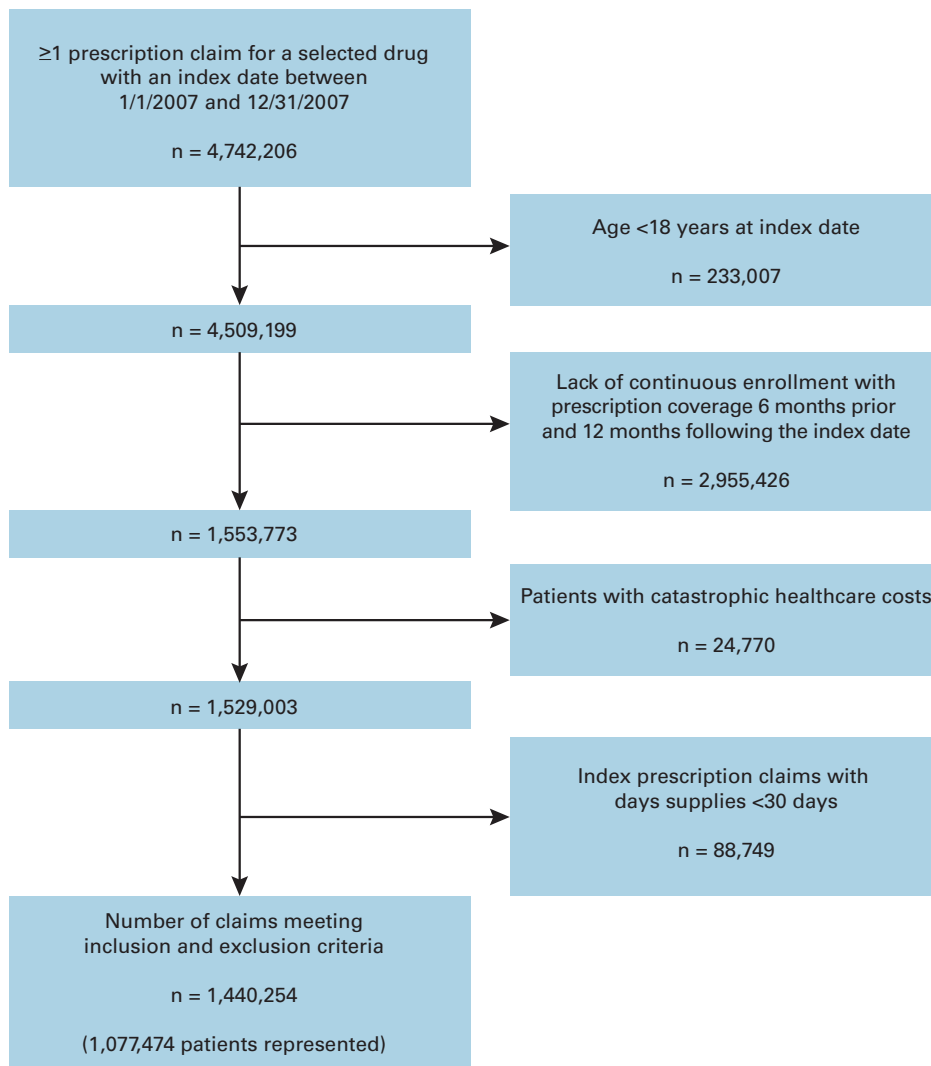 ≥1 prescription claim for a selected drug
with an index date between
1/1/2007 and 12/31/2007
n = 4,742,206
Age <18 years at index date
n = 233,007
n = 4,509,199
Lack of continuous enrollment with
prescription coverage 6 months prior
and 12 months following the index date
n = 2,955,426
n = 1,553,773
Patients with catastrophic healthcare costs
n = 24,770
n = 1,529,003
Index prescription claims with
days supplies <30 days
n = 88,749
Number of claims meeting
inclusion and exclusion criteria
n = 1,440,254
(1,077,474 patients represented)